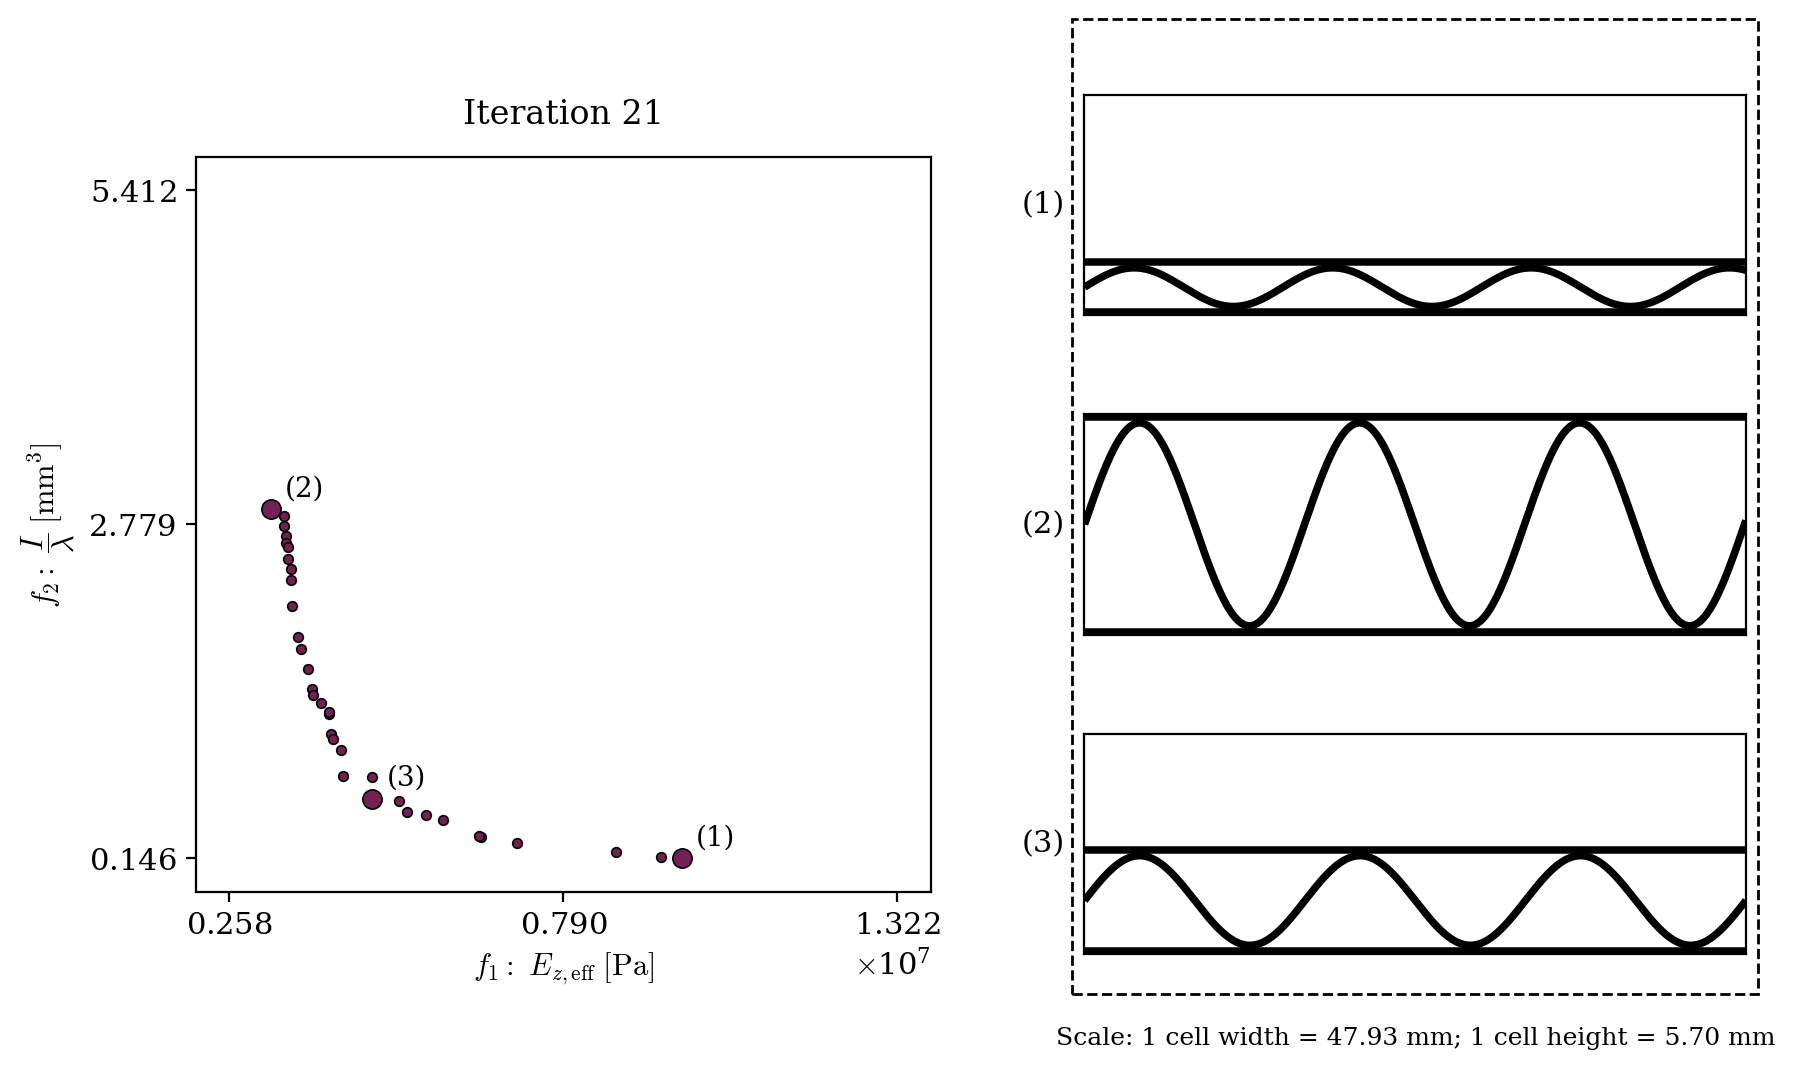 Iteration 21
5.412
2.779
0.146
f₂ : I/λ [mm³]
(2)
(3)
(1)
0.258 0.790 1.322
×10⁷
f₁ : E_{z,eff} [Pa]
(1)
(2)
(3)
Scale: 1 cell width = 47.93 mm; 1 cell height = 5.70 mm